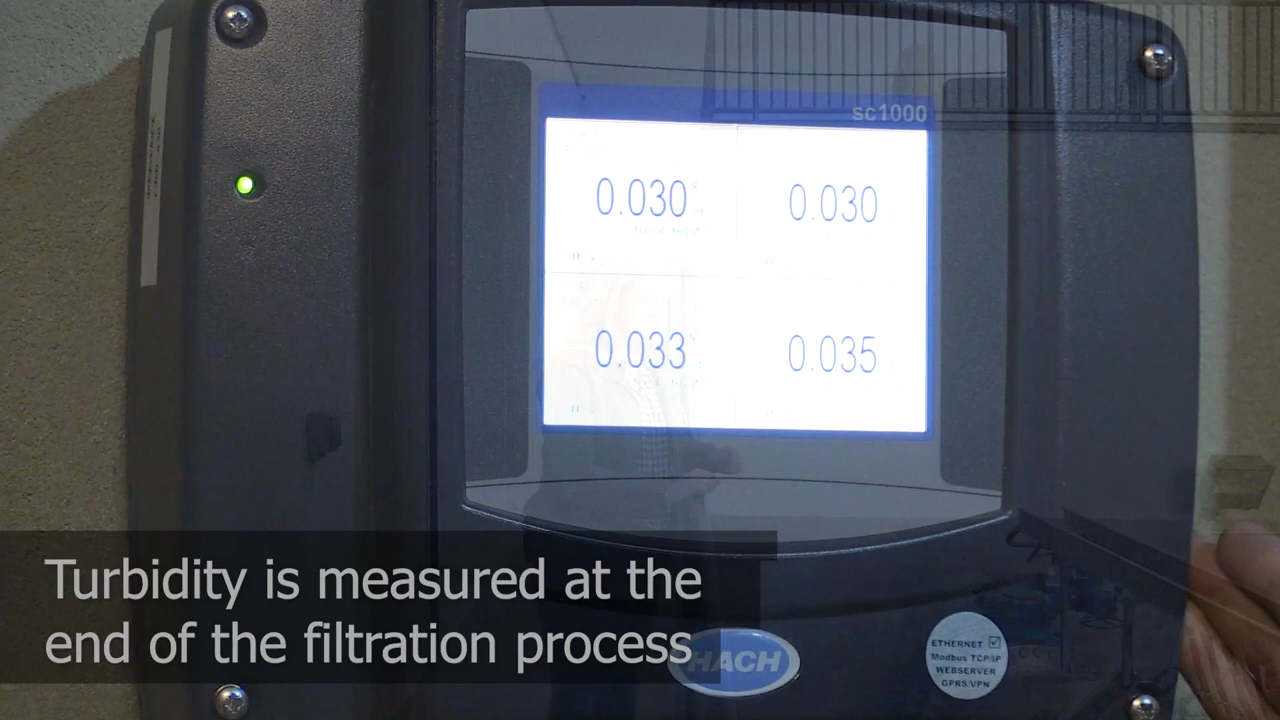 sc1000
0.030
0.030
0.033
0.035
Turbidity is measured at the
end of the filtration process
HACH
ETHERNET
Modbus TCP/IP
WEBSERVER
GPRS/VPN